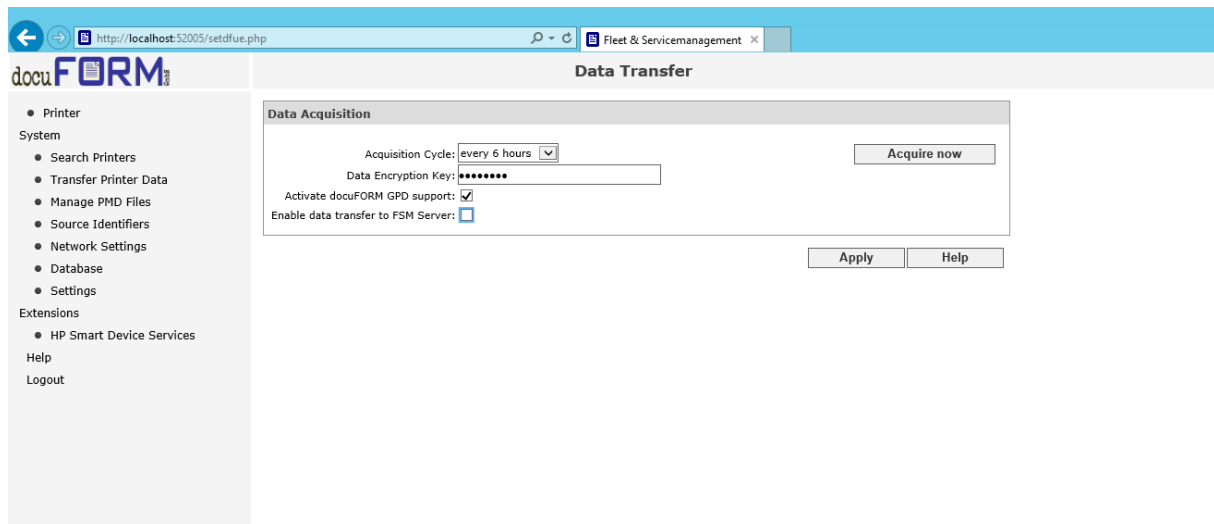 http://localhost:52005/setdfue.php
Fleet & Servicemanagement
docuFORM GmbH
Data Transfer
Printer
System
Search Printers
Transfer Printer Data
Manage PMD Files
Source Identifiers
Network Settings
Database
Settings
Extensions
HP Smart Device Services
Help
Logout
Data Acquisition
Acquisition Cycle: every 6 hours
Acquire now
Data Encryption Key: ••••••••
Activate docuFORM GPD support:
Enable data transfer to FSM Server:
Apply Help